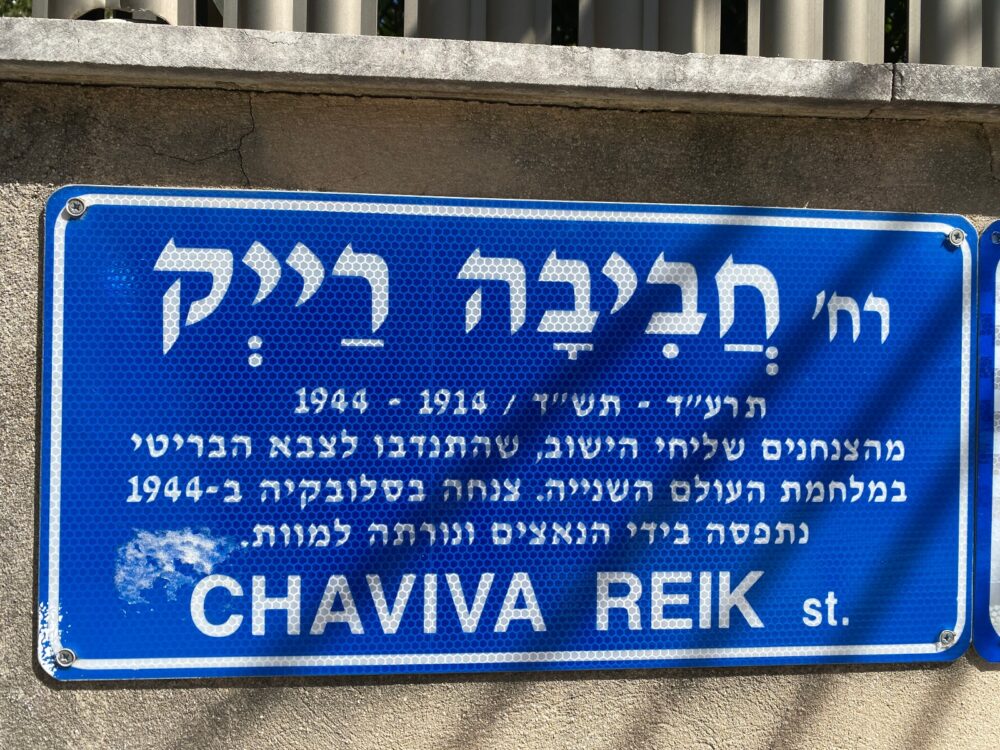 רח' חֲבִיבָה רַייְק
תרע״ד - תש״ד / 1914 - 1944
מהצנחנים שליחי הישוב, שהתנדבו לצבא הבריטי
במלחמת העולם השנייה. צנחה בסלובקיה ב-1944
נתפסה בידי הנאצים ונורתה למוות.
CHAVIVA REIK st.